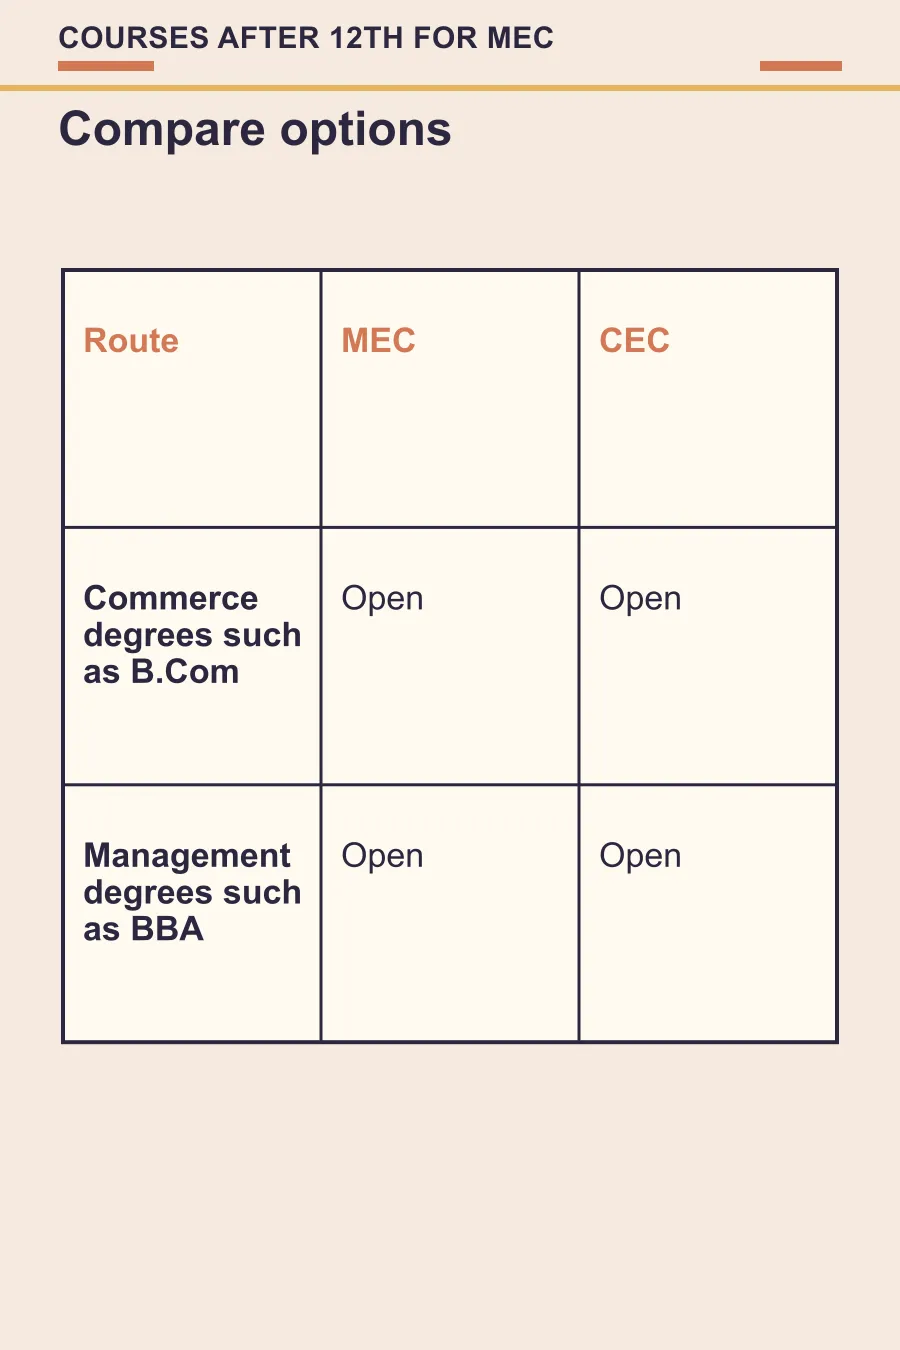 COURSES AFTER 12TH FOR MEC
Compare options
Route
MEC
CEC
Commerce
degrees such
as B.Com
Open
Open
Management
degrees such
as BBA
Open
Open